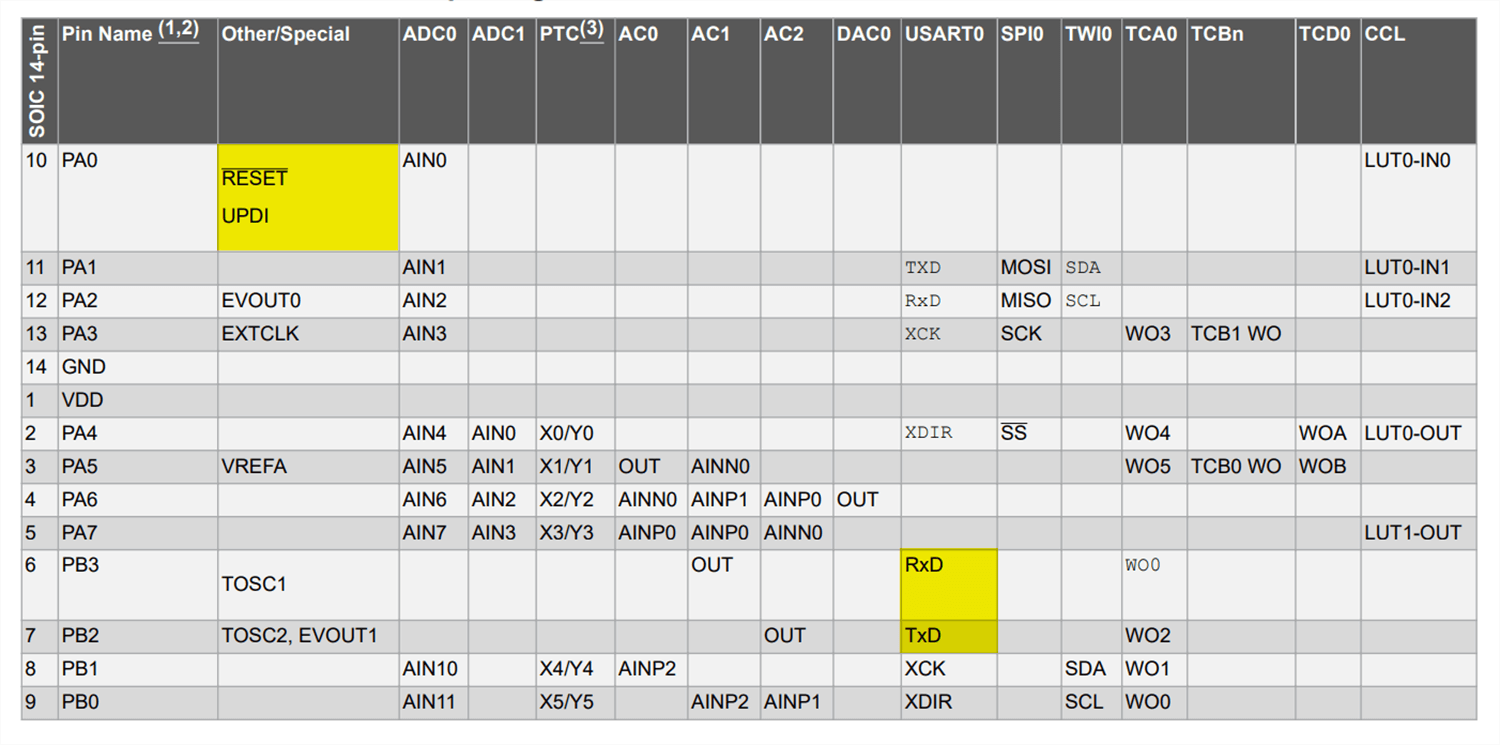 SOIC 14-pin Pin Name (1,2) Other/Special ADC0 ADC1 PTC(3) AC0 AC1 AC2 DAC0 USART0 SPI0 TWI0 TCA0 TCBn TCD0 CCL
10 PA0 RESET AIN0 LUT0-IN0
UPDI
11 PA1 AIN1 TXD MOSI SDA LUT0-IN1
12 PA2 EVOUT0 AIN2 RxD MISO SCL LUT0-IN2
13 PA3 EXTCLK AIN3 XCK SCK WO3 TCB1 WO
14 GND
1 VDD
2 PA4 AIN4 AIN0 X0/Y0 XDIR SS WO4 WOA LUT0-OUT
3 PA5 VREFA AIN5 AIN1 X1/Y1 OUT AINN0 WO5 TCB0 WO WOB
4 PA6 AIN6 AIN2 X2/Y2 AINN0 AINP1 AINP0 OUT
5 PA7 AIN7 AIN3 X3/Y3 AINP0 AINP0 AINN0 LUT1-OUT
6 PB3 TOSC1 OUT RxD WO0
7 PB2 TOSC2, EVOUT1 OUT TxD WO2
8 PB1 AIN10 X4/Y4 AINP2 XCK SDA WO1
9 PB0 AIN11 X5/Y5 AINP2 AINP1 XDIR SCL WO0